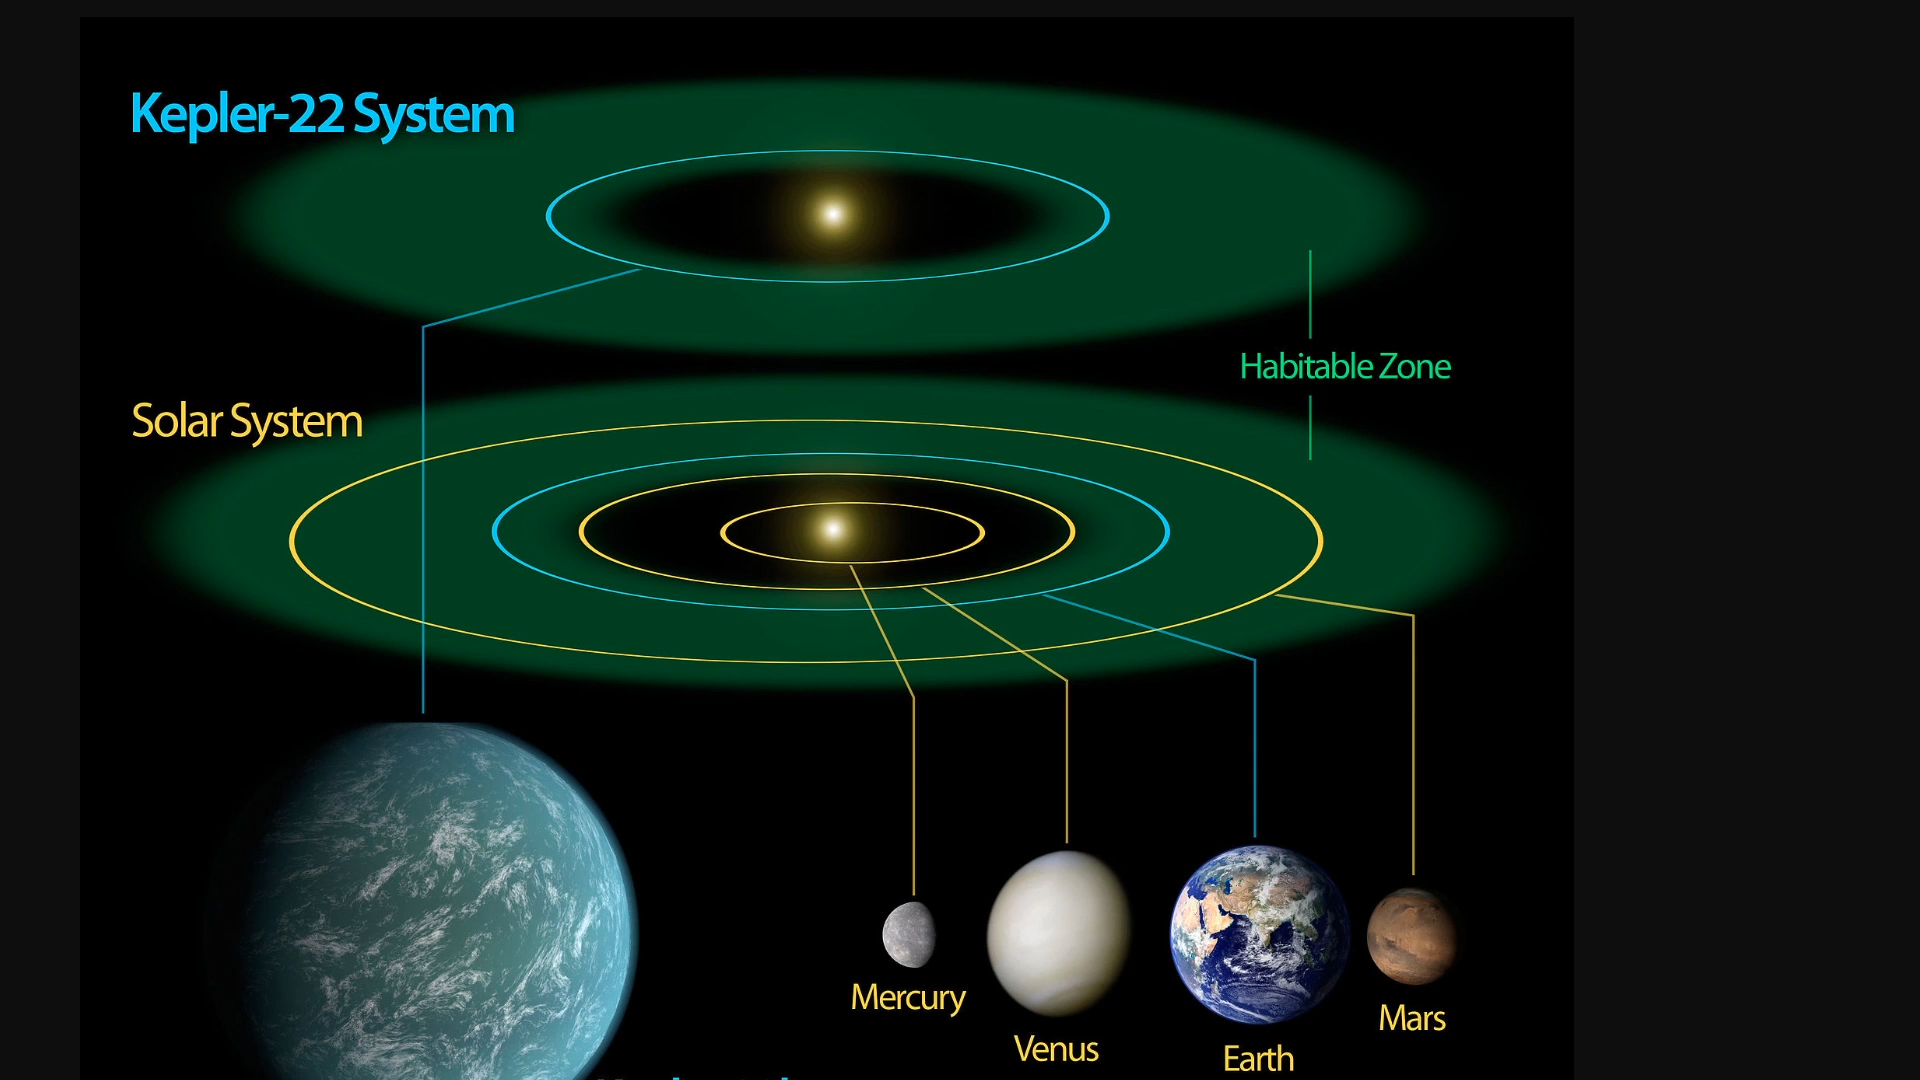 Kepler-22 System
Habitable Zone
Solar System
Mercury
Venus
Earth
Mars